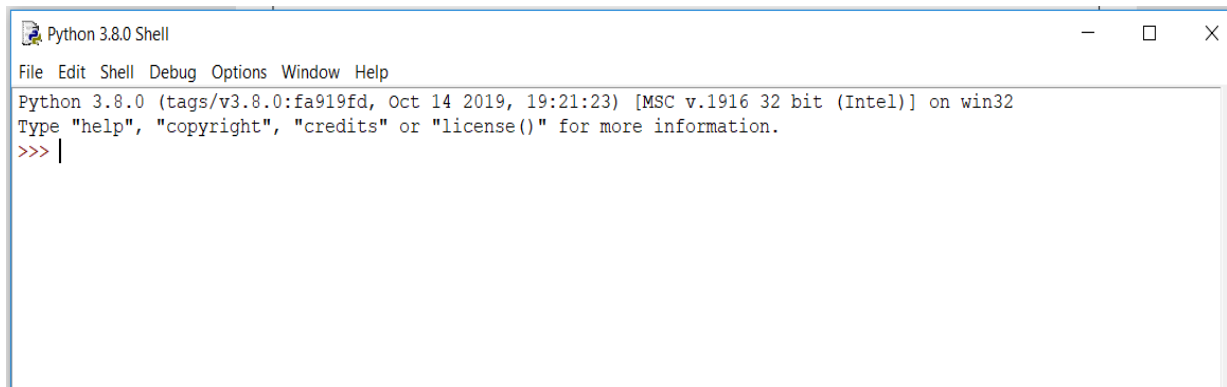 Python 3.8.0 Shell
File Edit Shell Debug Options Window Help
Python 3.8.0 (tags/v3.8.0:fa919fd, Oct 14 2019, 19:21:23) [MSC v.1916 32 bit (Intel)] on win32
Type "help", "copyright", "credits" or "license()" for more information.
>>>